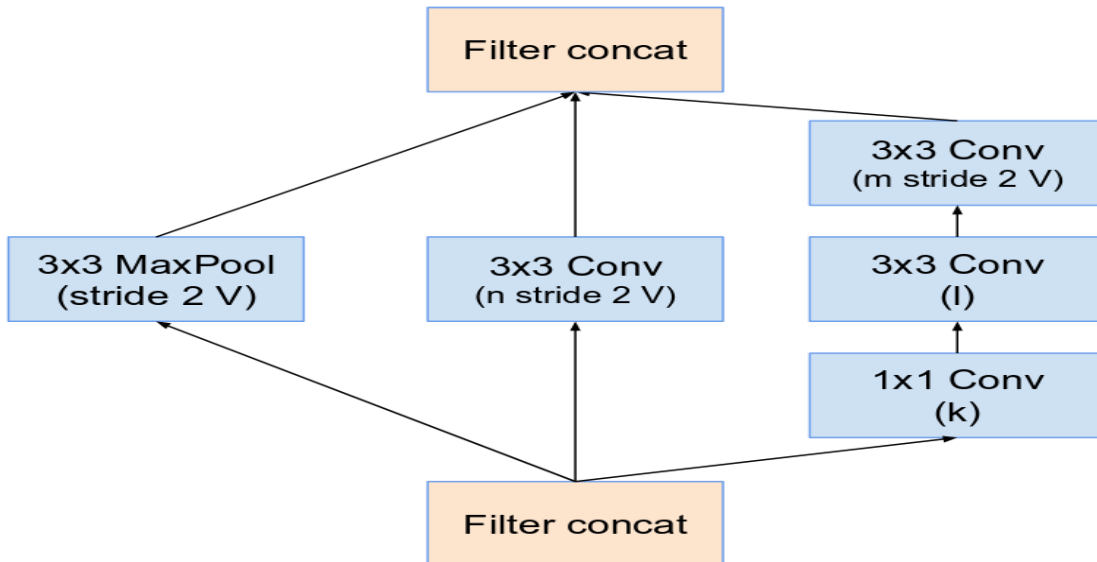 Filter concat
3x3 Conv
(m stride 2 V)
3x3 MaxPool
(stride 2 V)
3x3 Conv
(n stride 2 V)
3x3 Conv
(l)
1x1 Conv
(k)
Filter concat